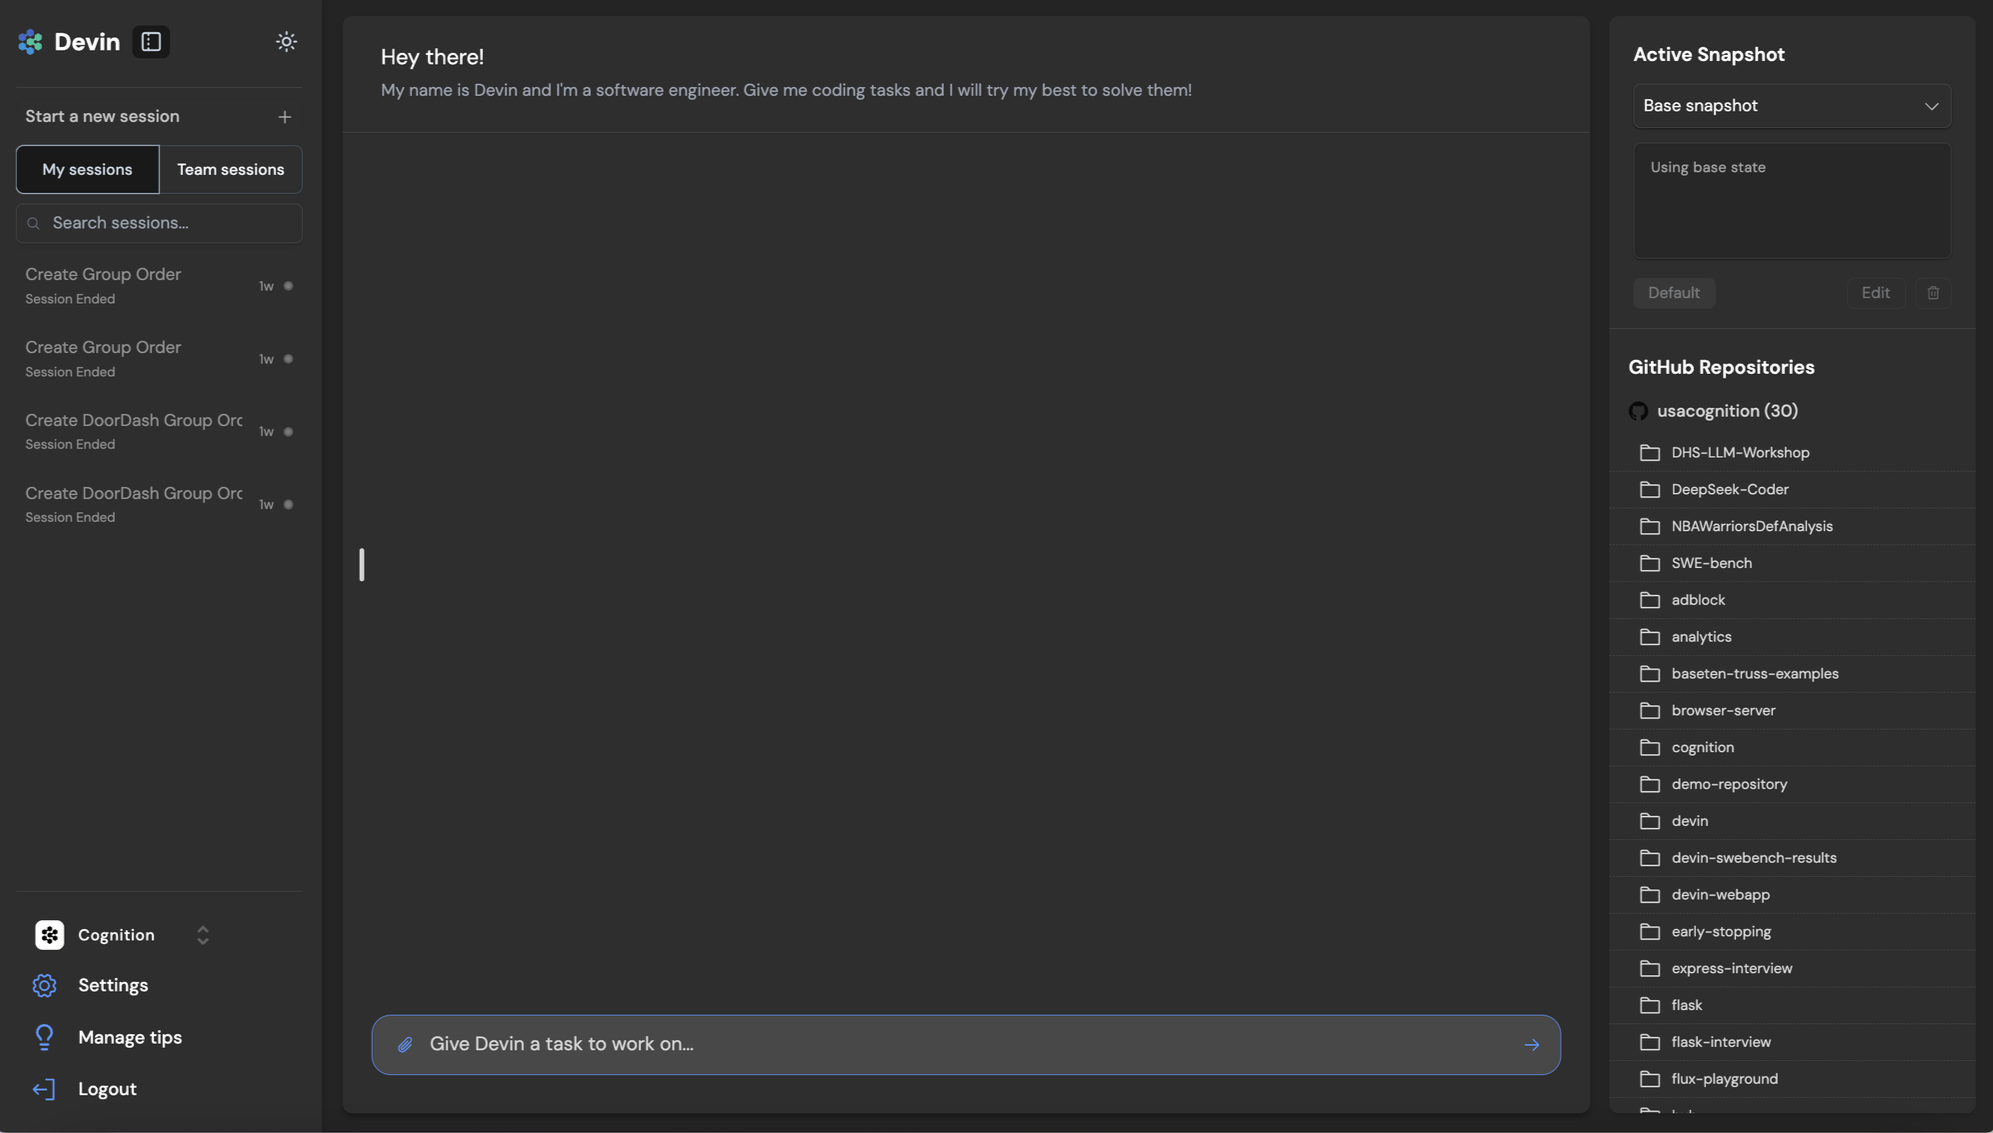 Devin
Start a new session
My sessions
Team sessions
Search sessions...
Create Group Order
1w
Session Ended
Create Group Order
1w
Session Ended
Create DoorDash Group Orc
1w
Session Ended
Create DoorDash Group Orc
1w
Session Ended
Cognition
Settings
Manage tips
Logout
Hey there!
My name is Devin and I'm a software engineer. Give me coding tasks and I will try my best to solve them!
Give Devin a task to work on...
Active Snapshot
Base snapshot
Using base state
Default
Edit
GitHub Repositories
usacognition (30)
DHS-LLM-Workshop
DeepSeek-Coder
NBAWarriorsDefAnalysis
SWE-bench
adblock
analytics
baseten-truss-examples
browser-server
cognition
demo-repository
devin
devin-swebench-results
devin-webapp
early-stopping
express-interview
flask
flask-interview
flux-playground